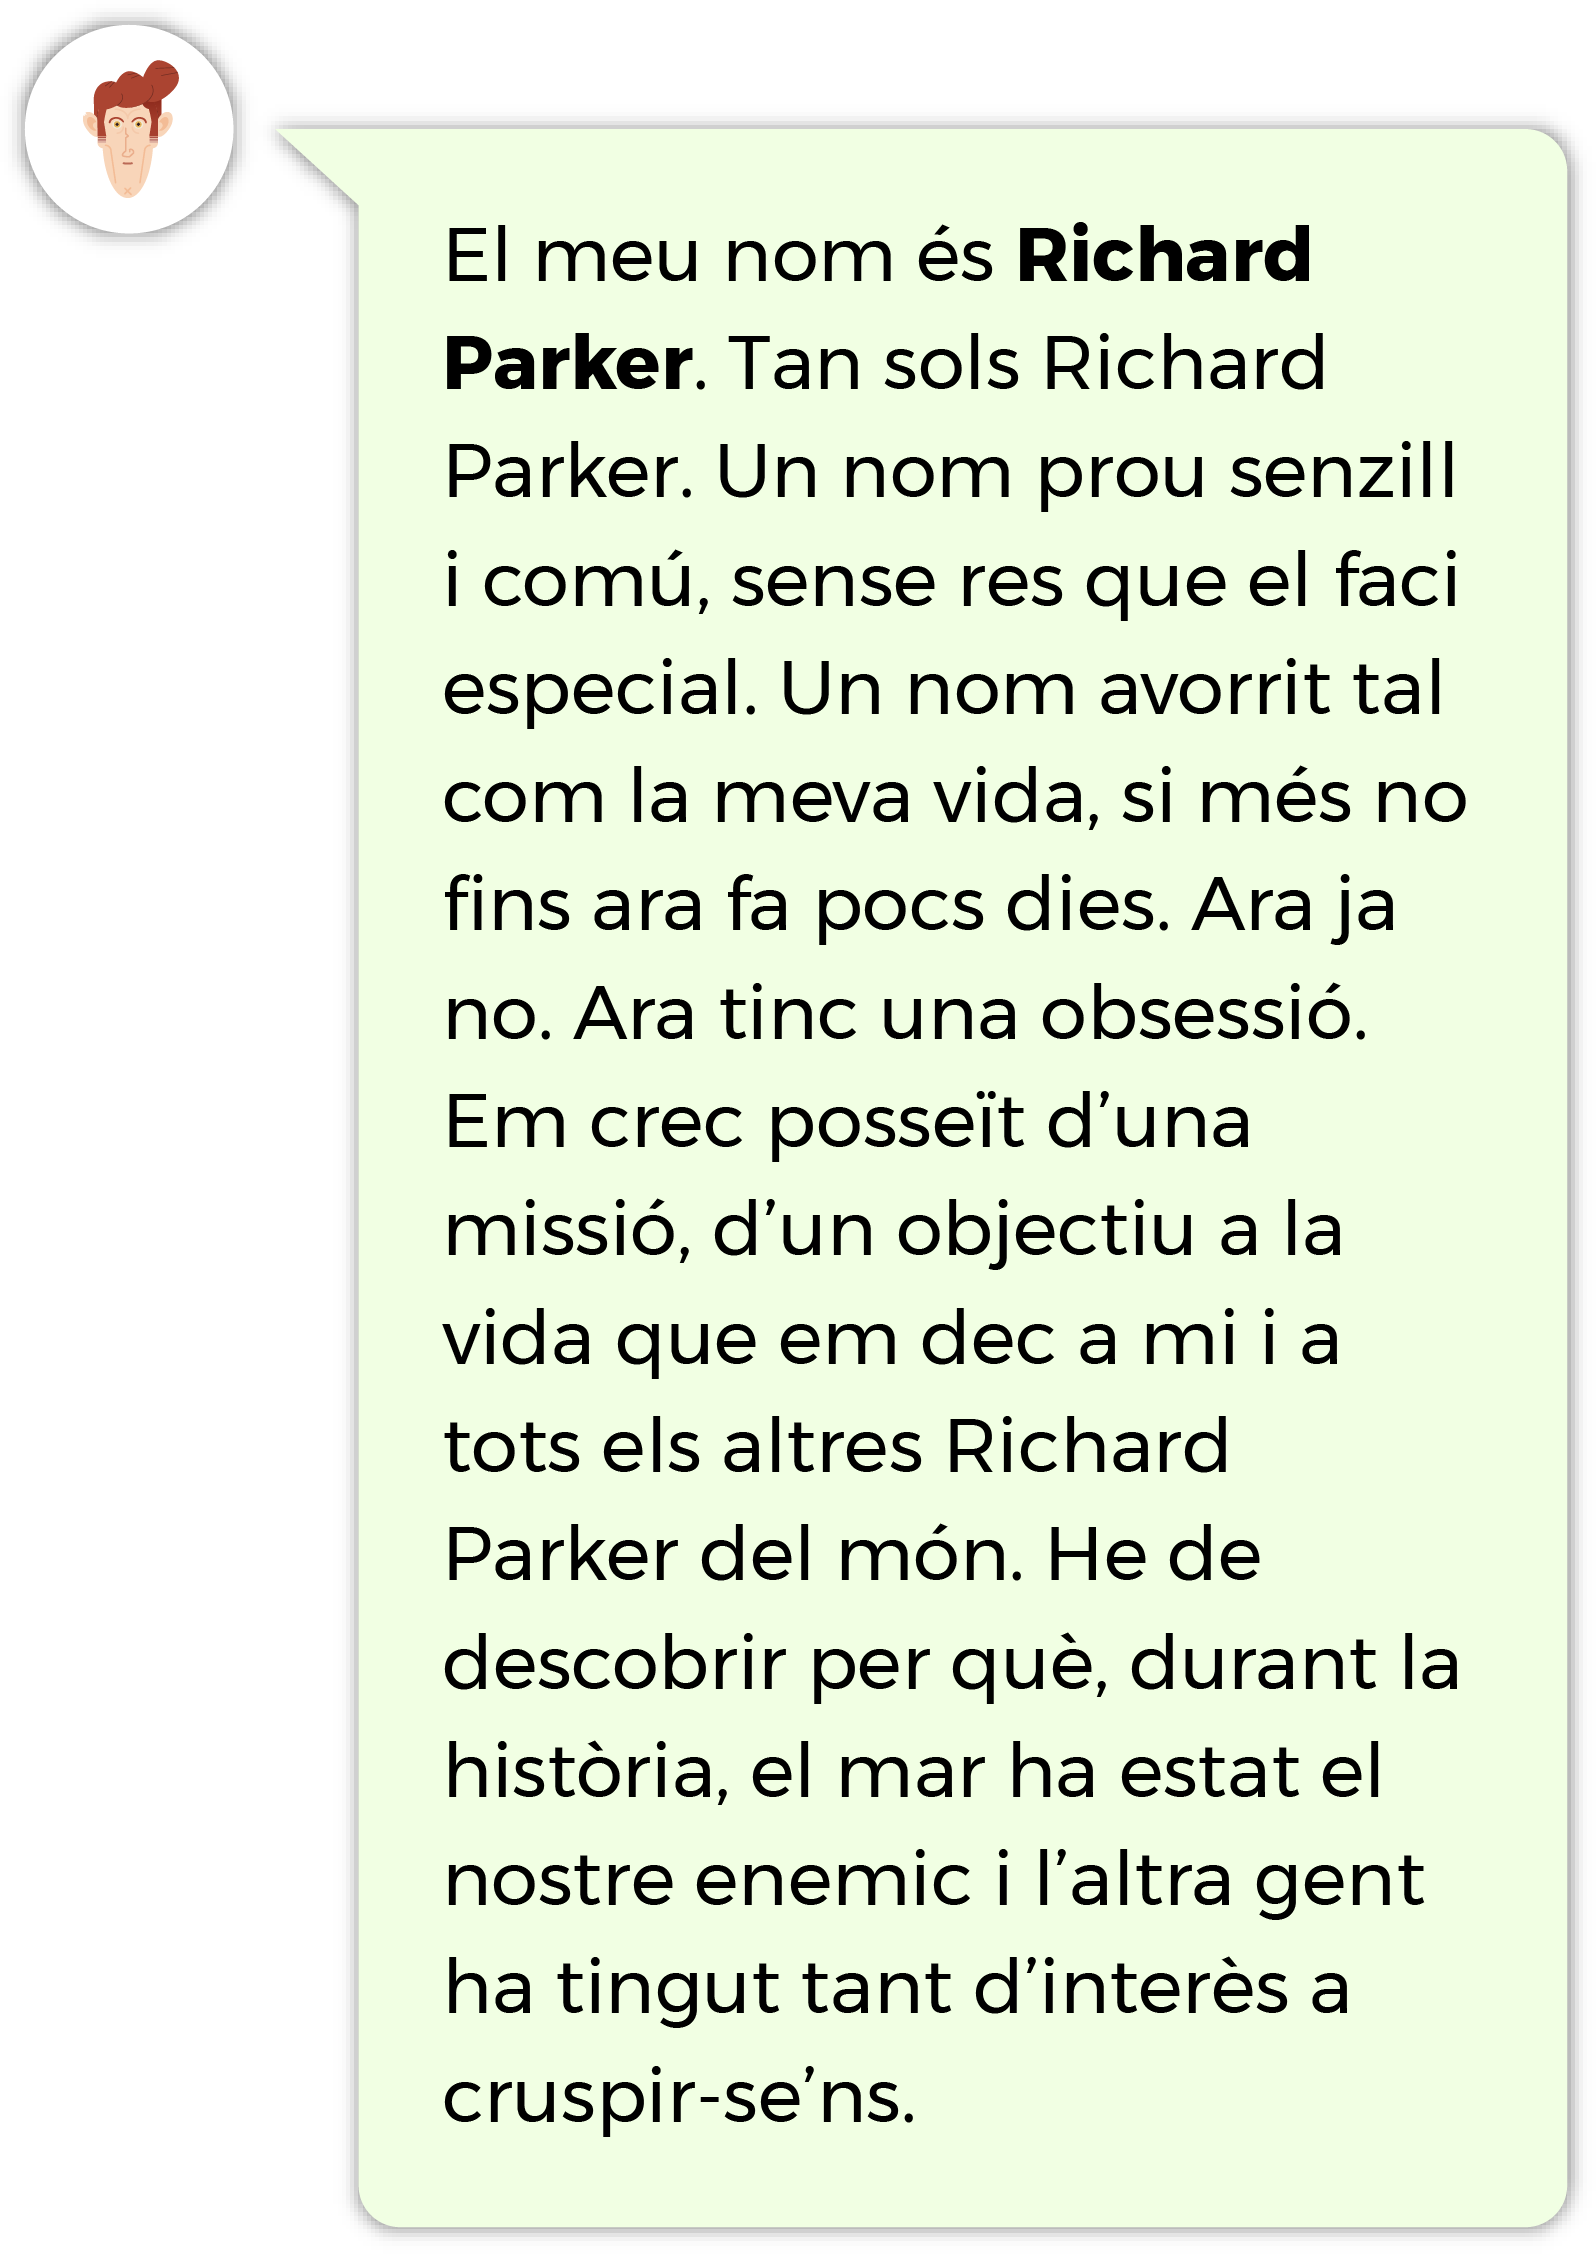 El meu nom és Richard
Parker. Tan sols Richard
Parker. Un nom prou senzill
i comú, sense res que el faci
especial. Un nom avorrit tal
com la meva vida, si més no
fins ara fa pocs dies. Ara ja
no. Ara tinc una obsessió.
Em crec posseït d’una
missió, d’un objectiu a la
vida que em dec a mi i a
tots els altres Richard
Parker del món. He de
descobrir per què, durant la
història, el mar ha estat el
nostre enemic i l’altra gent
ha tingut tant d’interès a
cruspir-se’ns.